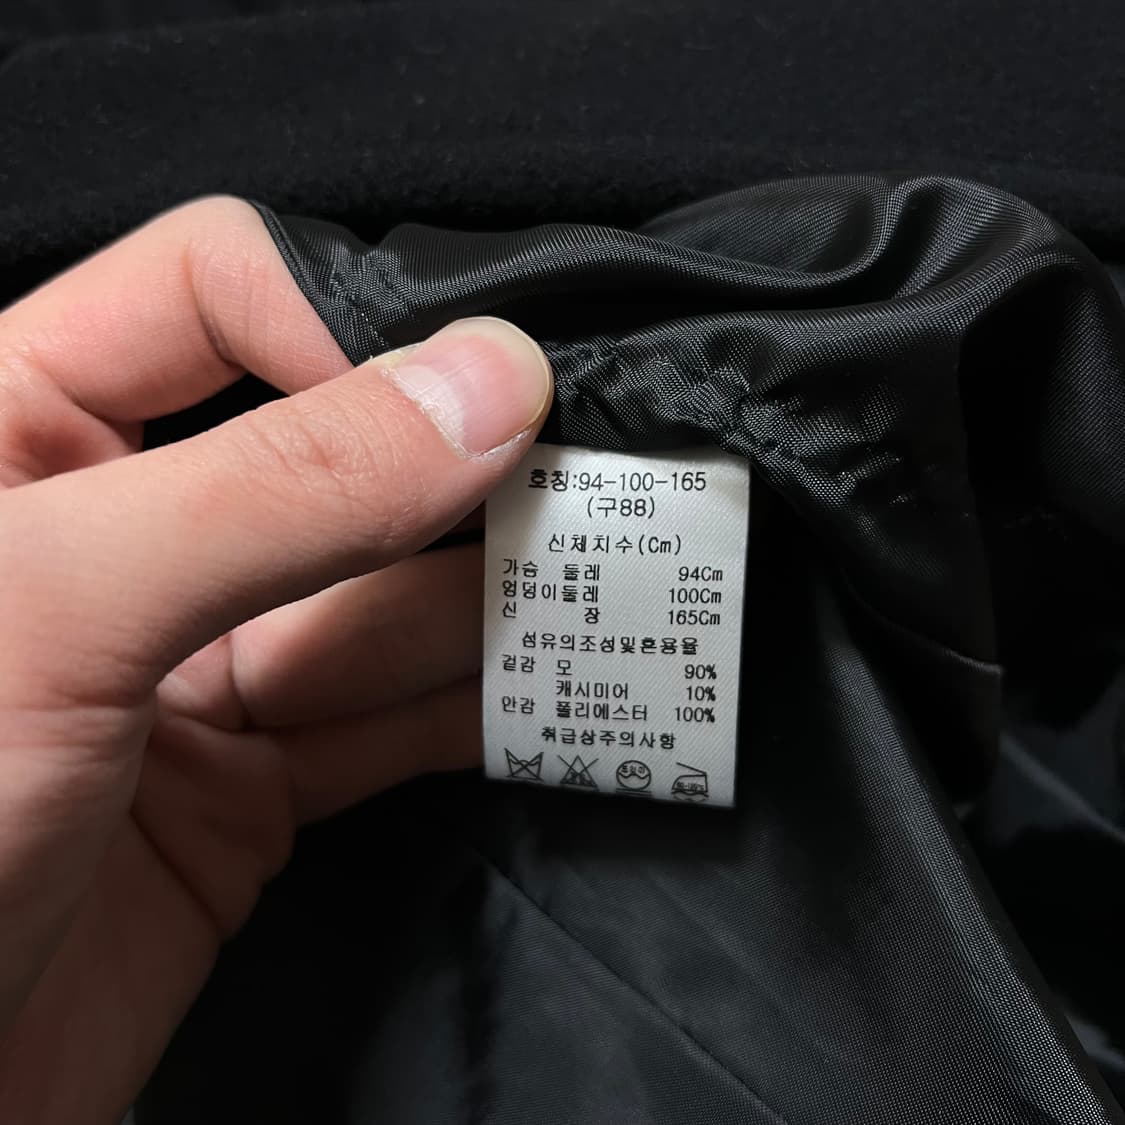 호칭:94-100-165
(구88)
신체치수(Cm)
가슴 둘레 94Cm
엉덩이둘레 100Cm
신 장 165Cm
섬유의조성및혼용율
겉감 모 90%
캐시미어 10%
안감 폴리에스터 100%
취급상주의사항